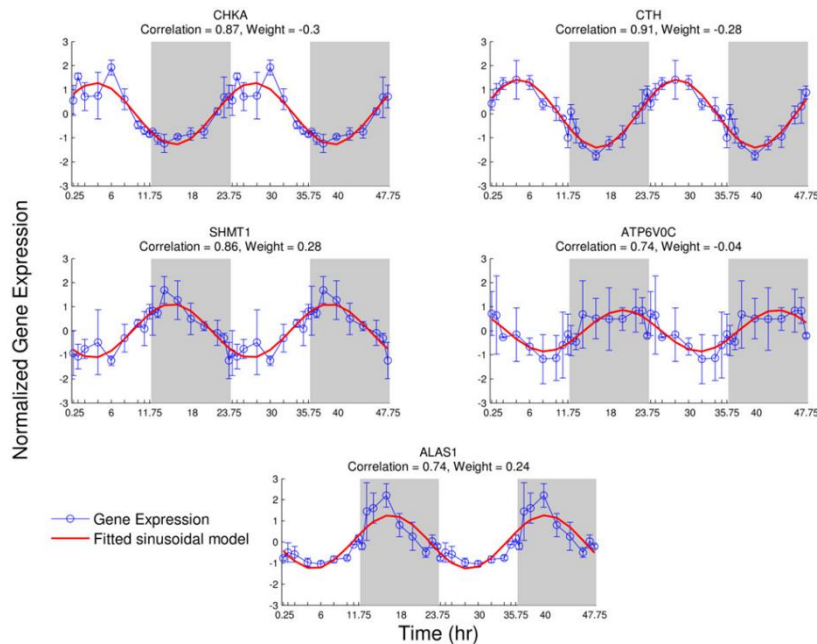 CHKA
Correlation = 0.87, Weight = -0.3
3
2
1
0
-1
-2
-3
0.25 6 11.75 18 23.75 30 35.75 40 47.75
CTH
Correlation = 0.91, Weight = -0.28
3
2
1
0
-1
-2
-3
0.25 6 11.75 18 23.75 30 35.75 40 47.75
Normalized Gene Expression
SHMT1
Correlation = 0.86, Weight = 0.28
3
2
1
0
-1
-2
-3
0.25 6 11.75 18 23.75 30 35.75 40 47.75
ATP6V0C
Correlation = 0.74, Weight = -0.04
3
2
1
0
-1
-2
-3
0.25 6 11.75 18 23.75 30 35.75 40 47.75
ALAS1
Correlation = 0.74, Weight = 0.24
3
2
1
0
-1
-2
-3
0.25 6 11.75 18 23.75 30 35.75 40 47.75
Gene Expression
Fitted sinusoidal model
Time (hr)